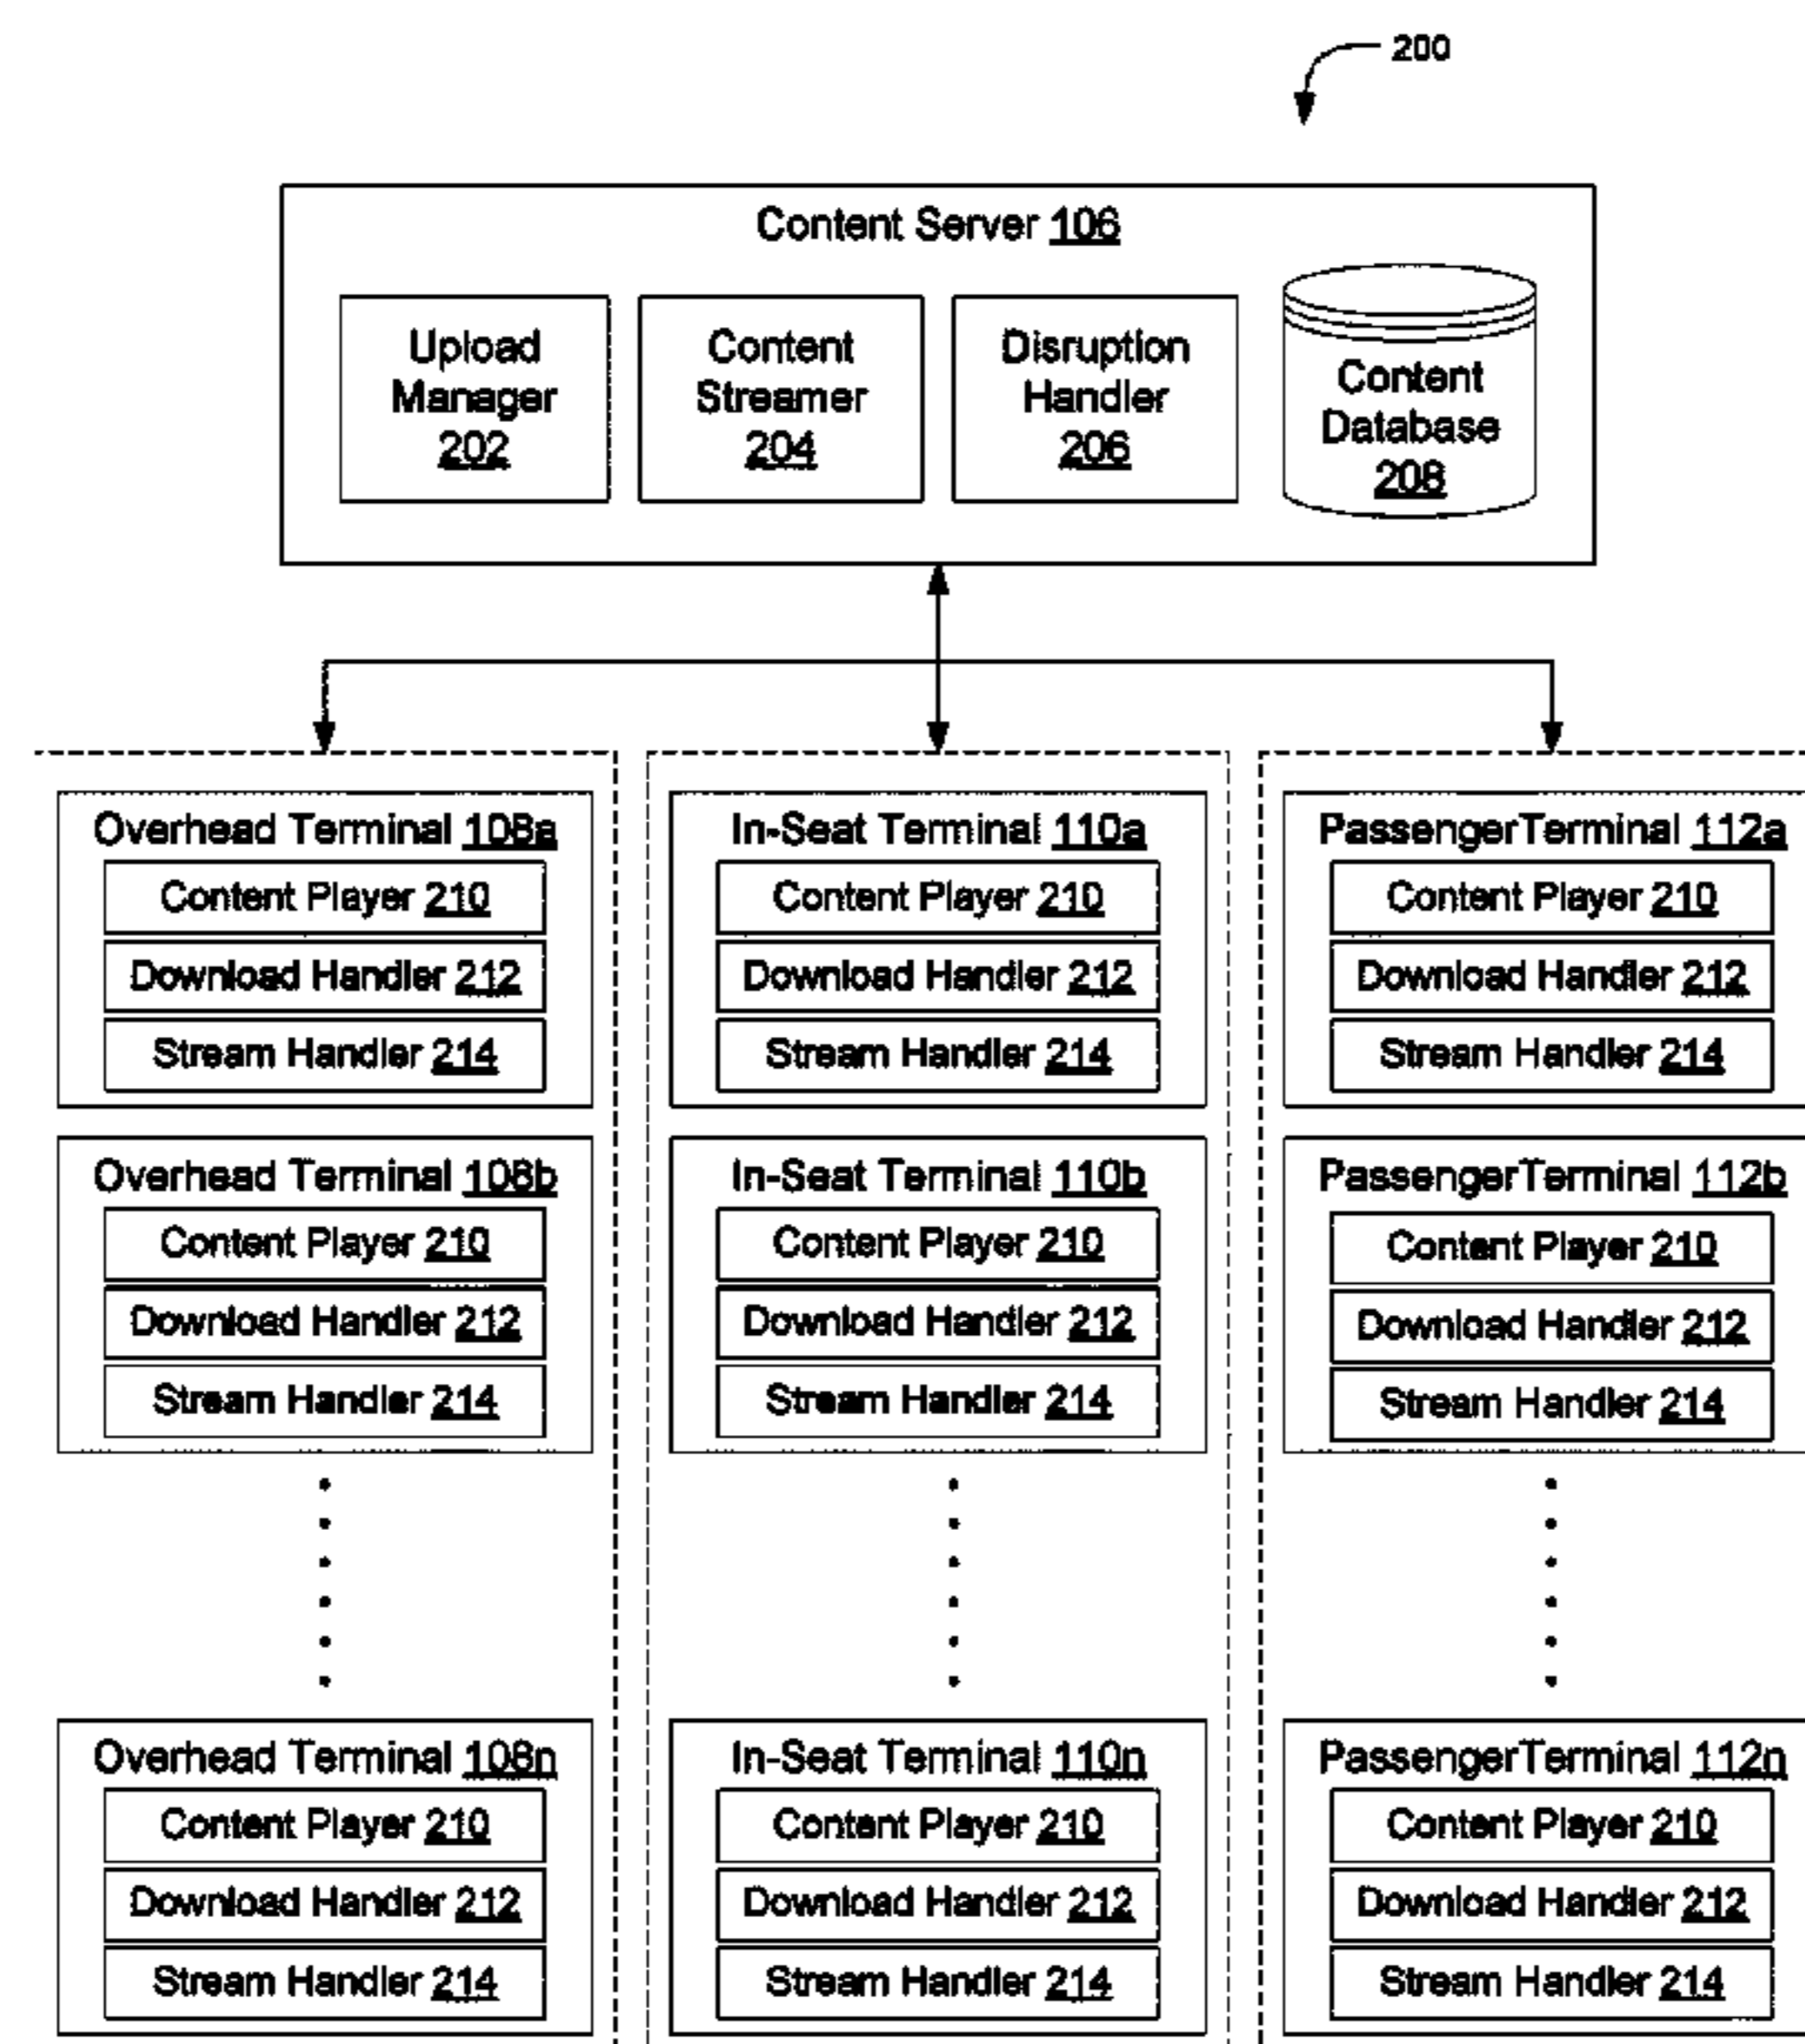 200
Content Server 106
Upload
Manager
202
Content
Streamer
204
Disruption
Handler
206
Content
Database
208
Overhead Terminal 108a
Content Player 210
Download Handler 212
Stream Handler 214
In-Seat Terminal 110a
Content Player 210
Download Handler 212
Stream Handler 214
PassengerTerminal 112a
Content Player 210
Download Handler 212
Stream Handler 214
Overhead Terminal 108b
Content Player 210
Download Handler 212
Stream Handler 214
In-Seat Terminal 110b
Content Player 210
Download Handler 212
Stream Handler 214
PassengerTerminal 112b
Content Player 210
Download Handler 212
Stream Handler 214
Overhead Terminal 108n
Content Player 210
Download Handler 212
Stream Handler 214
In-Seat Terminal 110n
Content Player 210
Download Handler 212
Stream Handler 214
PassengerTerminal 112n
Content Player 210
Download Handler 212
Stream Handler 214